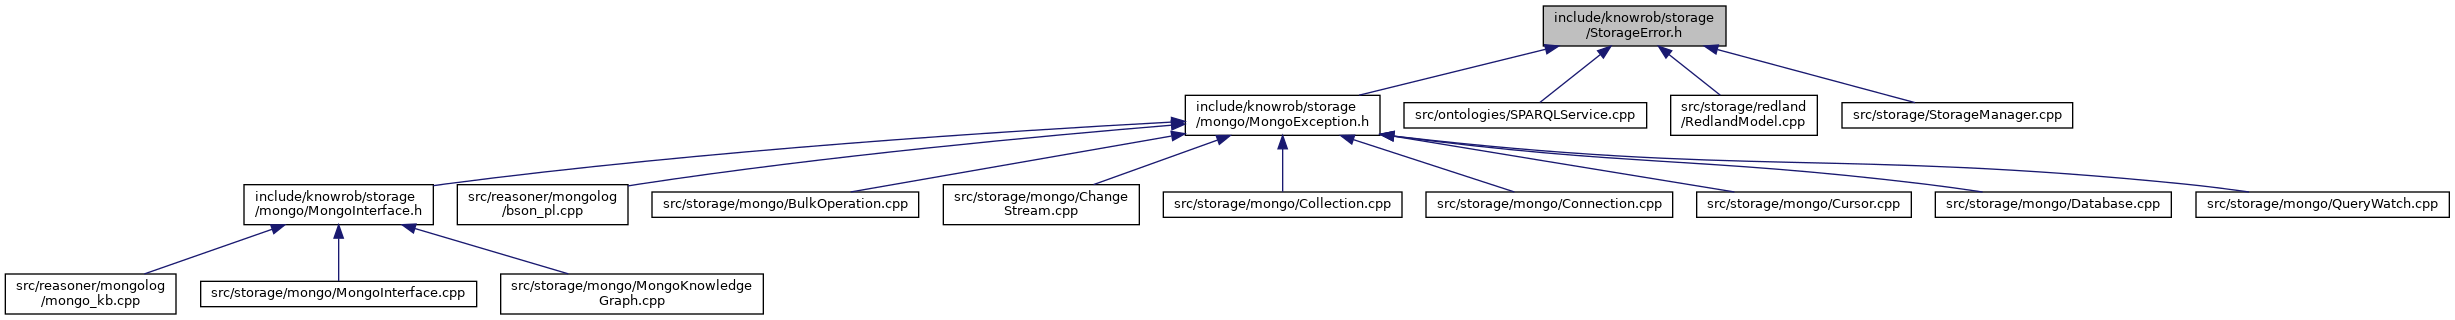 include/knowrob/storage
/StorageError.h
include/knowrob/storage
/mongo/MongoException.h
src/ontologies/SPARQLService.cpp
src/storage/redland
/RedlandModel.cpp
src/storage/StorageManager.cpp
include/knowrob/storage
/mongo/MongoInterface.h
src/reasoner/mongolog
/bson_pl.cpp
src/storage/mongo/BulkOperation.cpp
src/storage/mongo/Change
Stream.cpp
src/storage/mongo/Collection.cpp
src/storage/mongo/Connection.cpp
src/storage/mongo/Cursor.cpp
src/storage/mongo/Database.cpp
src/storage/mongo/QueryWatch.cpp
src/reasoner/mongolog
/mongo_kb.cpp
src/storage/mongo/MongoInterface.cpp
src/storage/mongo/MongoKnowledge
Graph.cpp